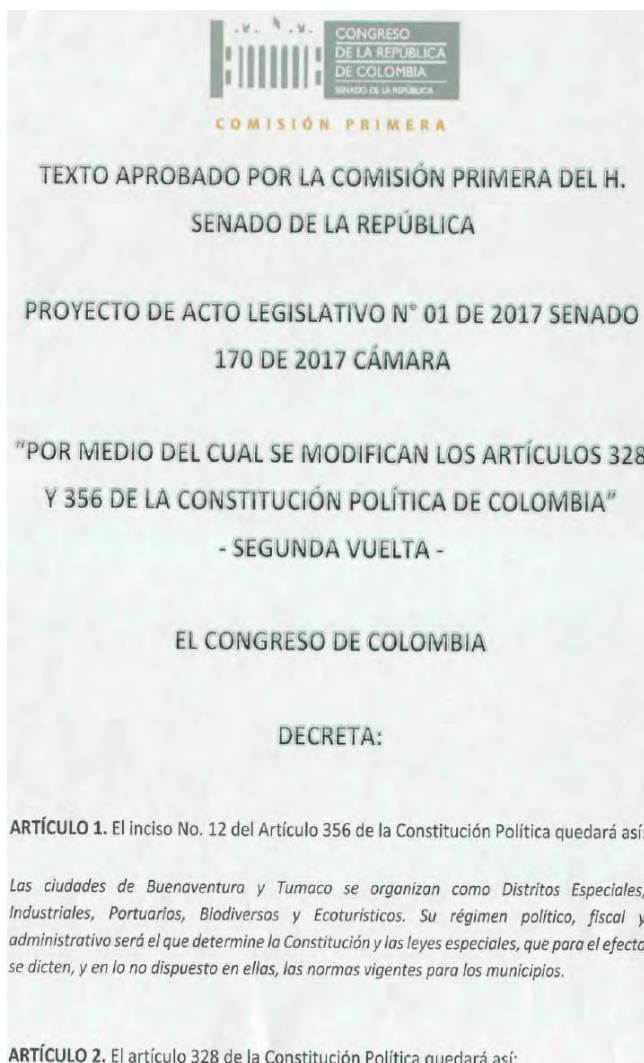 CONGRESO
DE LA REPÚBLICA
DE COLOMBIA
SENADO DE LA REPÚBLICA
COMISIÓN PRIMERA
TEXTO APROBADO POR LA COMISIÓN PRIMERA DEL H.
SENADO DE LA REPÚBLICA
PROYECTO DE ACTO LEGISLATIVO N° 01 DE 2017 SENADO
170 DE 2017 CÁMARA
"POR MEDIO DEL CUAL SE MODIFICAN LOS ARTÍCULOS 328
Y 356 DE LA CONSTITUCIÓN POLÍTICA DE COLOMBIA"
- SEGUNDA VUELTA -
EL CONGRESO DE COLOMBIA
DECRETA:
ARTÍCULO 1. El inciso No. 12 del Artículo 356 de la Constitución Política quedará así:
Las ciudades de Buenaventura y Tumaco se organizan como Distritos Especiales,
Industriales, Portuarios, Biodiversos y Ecoturísticos. Su régimen político, fiscal y
administrativo será el que determine la Constitución y las leyes especiales, que para el efecto
se dicten, y en lo no dispuesto en ellas, las normas vigentes para los municipios.
ARTÍCULO 2. El artículo 328 de la Constitución Política quedará así: